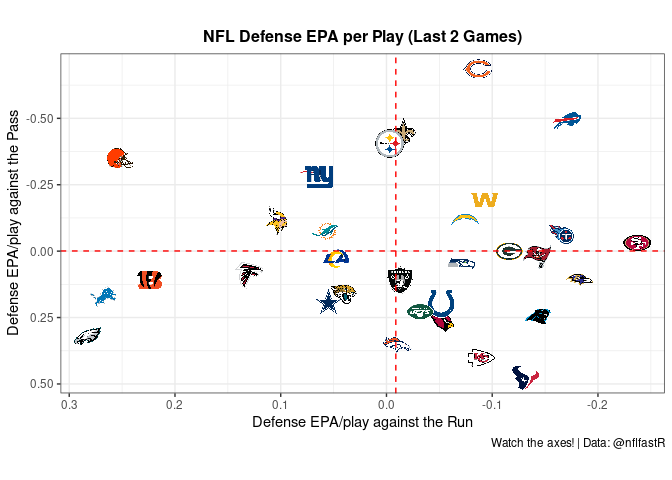 NFL Defense EPA per Play (Last 2 Games)
Defense EPA/play against the Pass
-0.50
-0.25
0.00
0.25
0.50
ny
W
0.3
0.2
0.1
0.0
-0.1
-0.2
Defense EPA/play against the Run
Watch the axes! | Data: @nflfastR